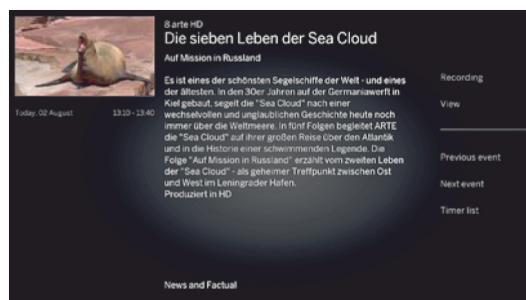 8 arte HD
Die sieben Leben der Sea Cloud
Auf Mission in Russland
Es ist eines der schönsten Segelschiffe der Welt - und eines
der ältesten. In den 30er Jahren auf der Germaniawerft in
Kiel gebaut, segelt die "Sea Cloud" nach einer
wechselvollen und unglaublichen Geschichte heute noch
immer über die Weltmeere. In fünf Folgen begleitet ARTE
die "Sea Cloud" auf ihrer großen Reise über den Atlantik
und in die Historie einer schwimmenden Legende. Die
Folge "Auf Mission in Russland" erzählt vom zweiten Leben
der "Sea Cloud" - als geheimer Treffpunkt zwischen Ost
und West im Leningrader Hafen.
Produziert in HD
News and Factual
Today, 02 August 13:10 - 13:40
Recording
View
Previous event
Next event
Timer list